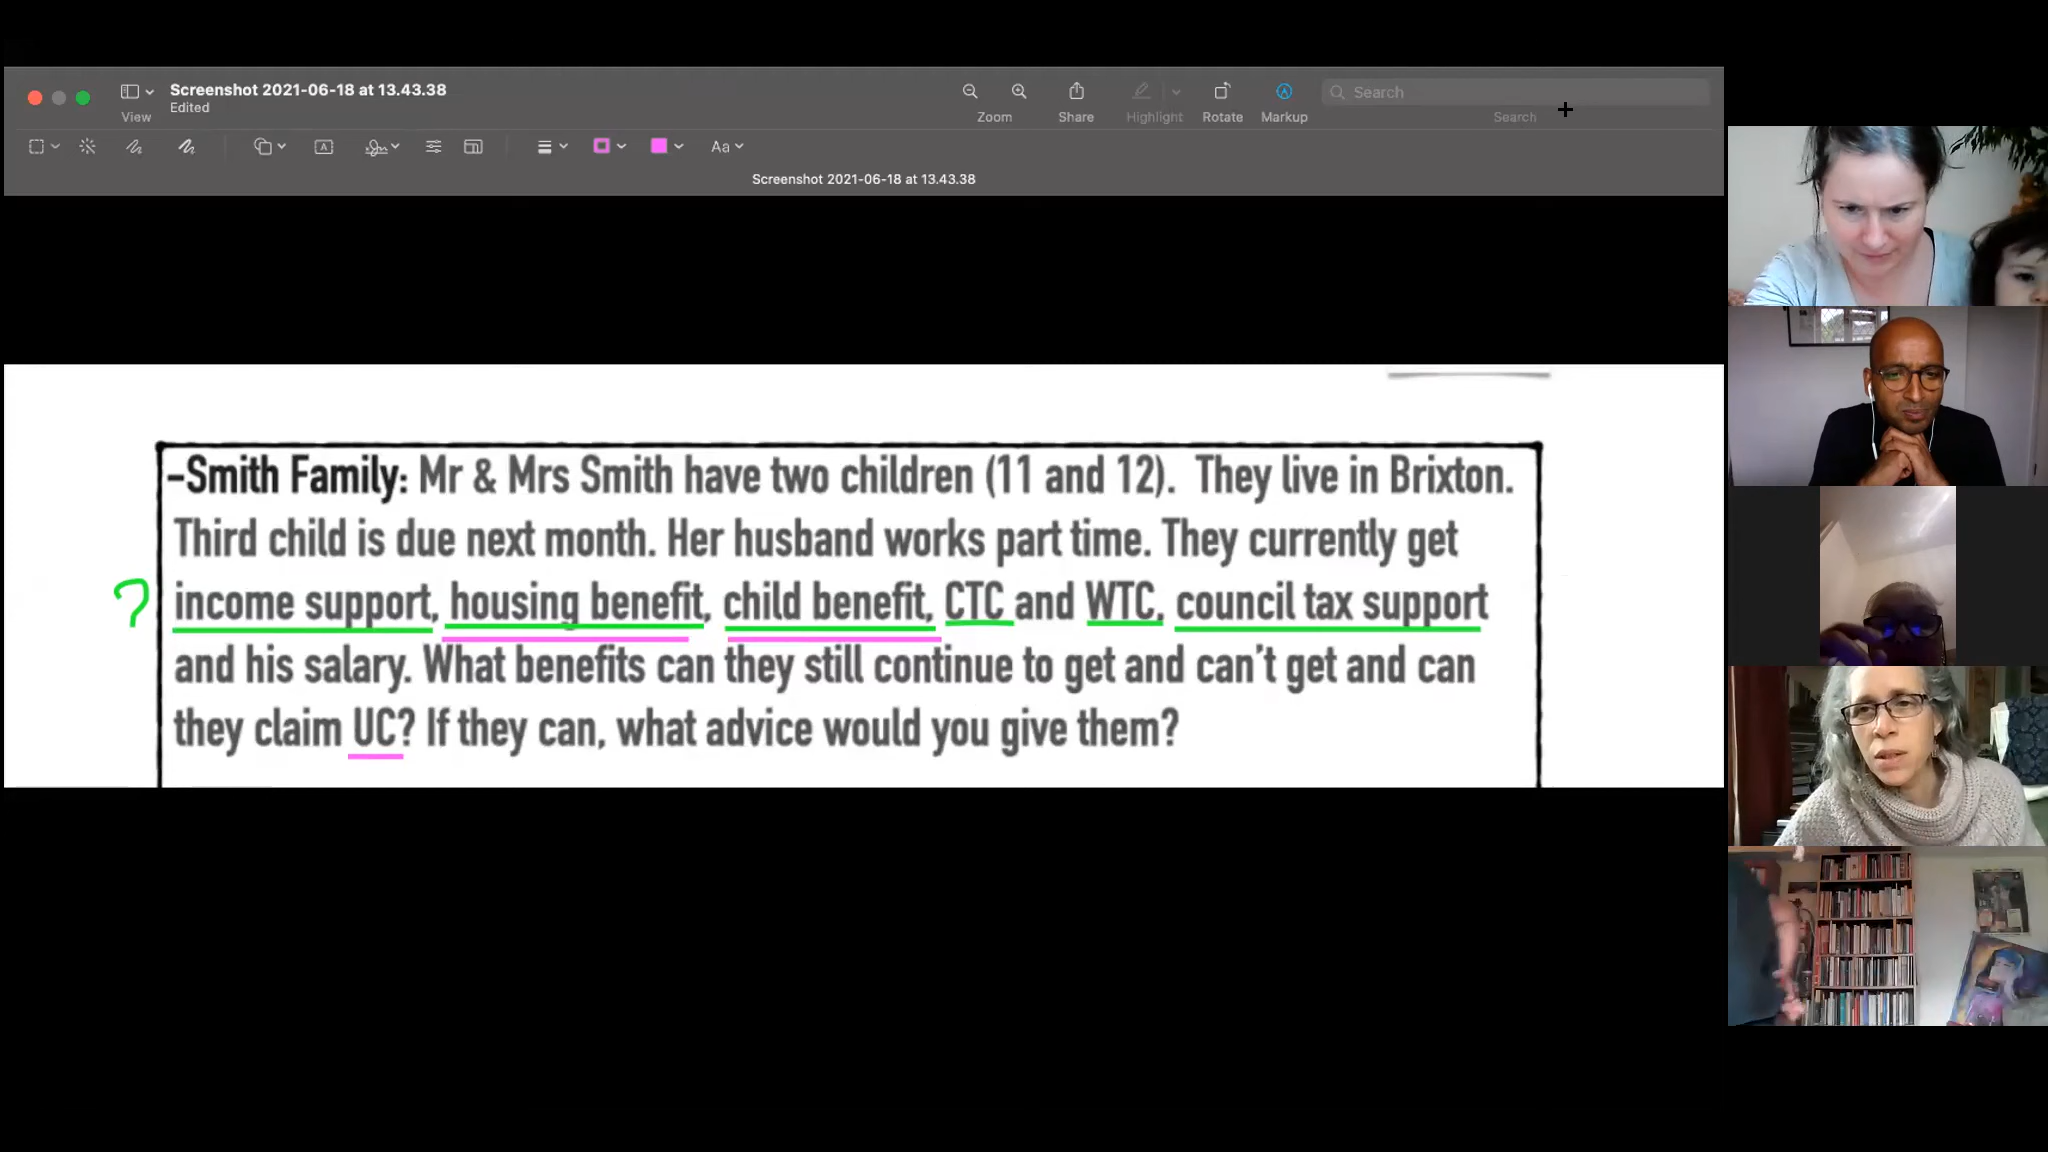 Screenshot 2021-06-18 at 13.43.38
Edited
View
Zoom
Share
Highlight
Rotate
Markup
Search
Search
Aa
Screenshot 2021-06-18 at 13.43.38
-Smith Family: Mr & Mrs Smith have two children (11 and 12). They live in Brixton.
Third child is due next month. Her husband works part time. They currently get
? income support, housing benefit, child benefit, CTC and WTC, council tax support
and his salary. What benefits can they still continue to get and can't get and can
they claim UC? If they can, what advice would you give them?